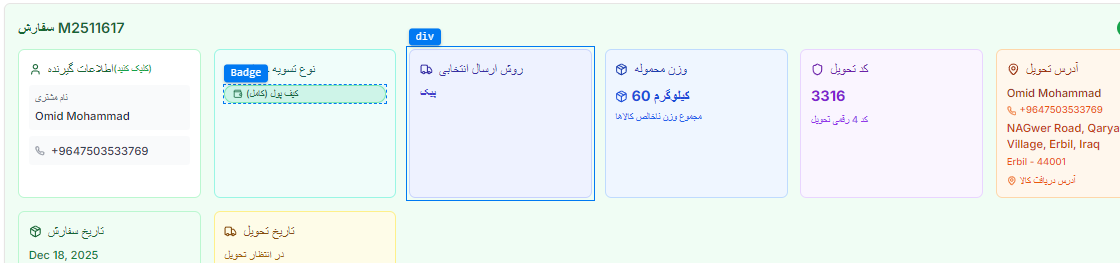 سفارش M2511617
اطلاعات گیرنده(کلیک کنید)
نام مشتری
Omid Mohammad
+9647503533769
نوع تسویه
Badge
کیف پول (کامل)
div
روش ارسال انتخابی
پیک
وزن محموله
60 کیلوگرم
مجموع وزن ناخالص کالاها
کد تحویل
3316
کد 4 رقمی تحویل
آدرس تحویل
Omid Mohammad
+9647503533769
NAGwer Road, Qarya
Village, Erbil, Iraq
Erbil - 44001
آدرس دریافت کالا
تاریخ سفارش
Dec 18, 2025
تاریخ تحویل
در انتظار تحویل